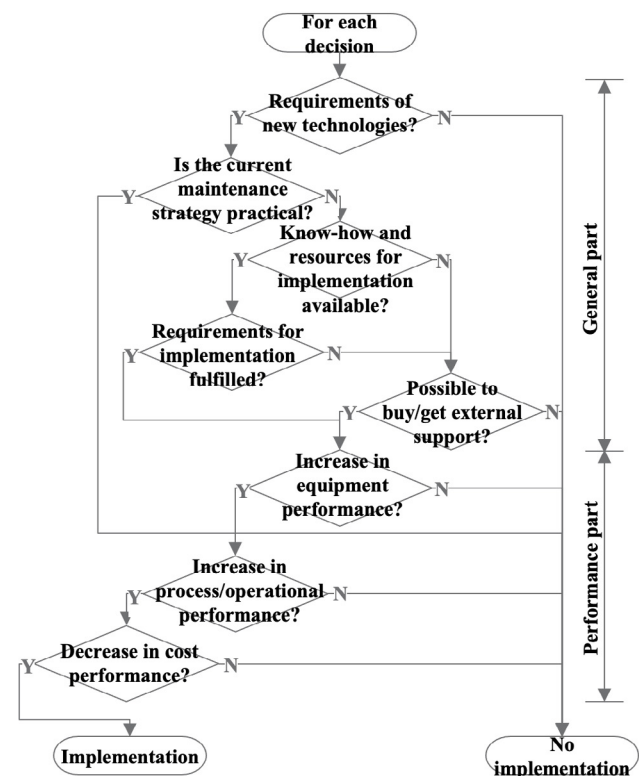 For each
decision
Requirements of
new technologies?
Y
N
Is the current
maintenance
strategy practical?
Y
N
Know-how and
resources for
implementation
available?
Y
N
Requirements for
implementation
fulfilled?
Y
N
Possible to
buy/get external
support?
Y
N
General part
Increase in
equipment
performance?
Y
N
Increase in
process/operational
performance?
Y
N
Decrease in cost
performance?
Y
N
Performance part
Implementation
No
implementation